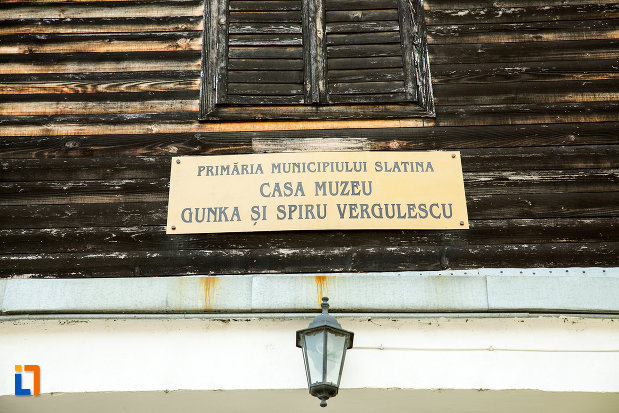 PRIMĂRIA MUNICIPIULUI SLATINA
CASA MUZEU
GUNKA ȘI SPIRU VERGULESCU